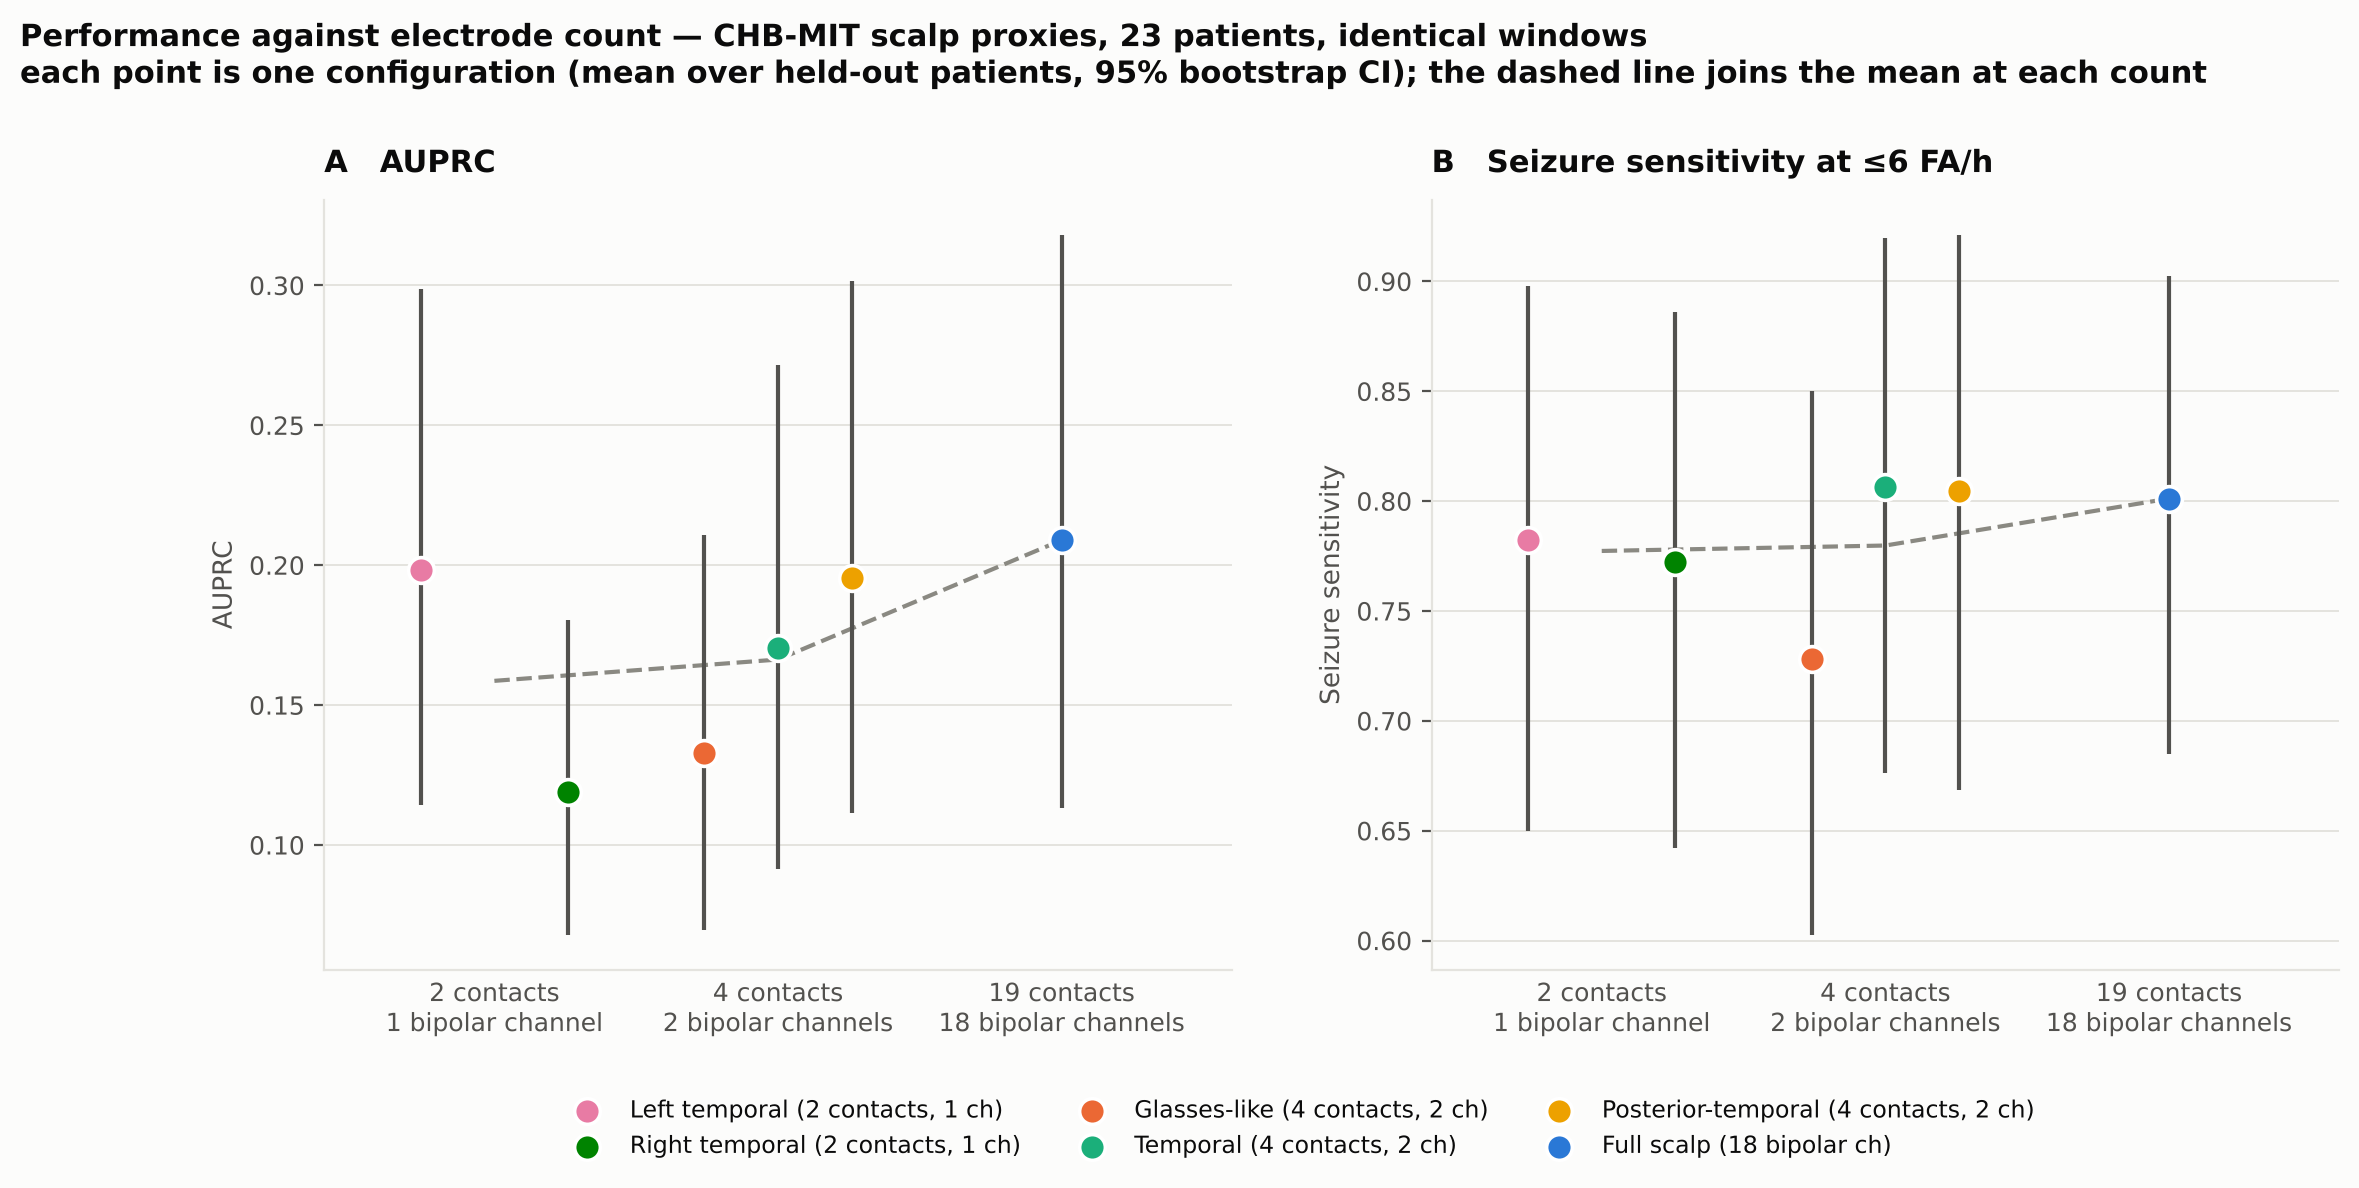 Performance against electrode count — CHB-MIT scalp proxies, 23 patients, identical windows
each point is one configuration (mean over held-out patients, 95% bootstrap CI); the dashed line joins the mean at each count
A AUPRC
0.30
0.25
0.20
0.15
0.10
AUPRC
2 contacts
1 bipolar channel
4 contacts
2 bipolar channels
19 contacts
18 bipolar channels
B Seizure sensitivity at ≤6 FA/h
0.90
0.85
0.80
0.75
0.70
0.65
0.60
Seizure sensitivity
2 contacts
1 bipolar channel
4 contacts
2 bipolar channels
19 contacts
18 bipolar channels
Left temporal (2 contacts, 1 ch)
Right temporal (2 contacts, 1 ch)
Glasses-like (4 contacts, 2 ch)
Temporal (4 contacts, 2 ch)
Posterior-temporal (4 contacts, 2 ch)
Full scalp (18 bipolar ch)